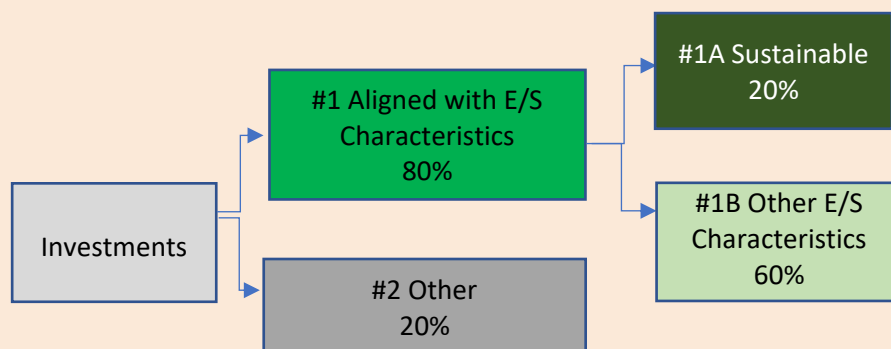 #1A Sustainable
20%
#1 Aligned with E/S
Characteristics
80%
#1B Other E/S
Characteristics
60%
Investments
#2 Other
20%